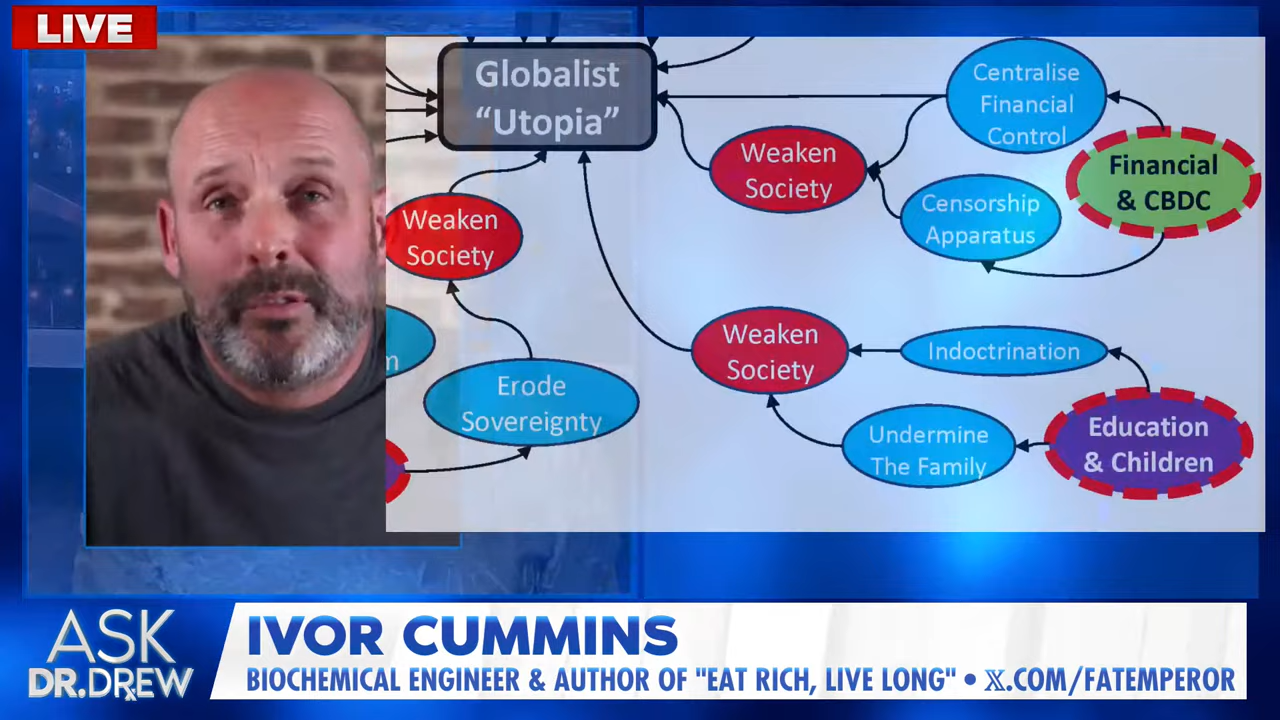 LIVE
Globalist
“Utopia”
Centralise
Financial
Control
Weaken
Society
Financial
& CBDC
Censorship
Apparatus
Weaken
Society
m
Erode
Sovereignty
Weaken
Society
Indoctrination
Undermine
The Family
Education
& Children
ASK
DR.DREW
IVOR CUMMINS
BIOCHEMICAL ENGINEER & AUTHOR OF "EAT RICH, LIVE LONG" • X.COM/FATEMPEROR